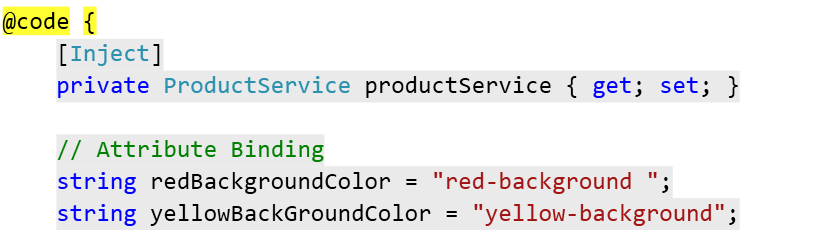 @code {
[Inject]
private ProductService productService { get; set; }
// Attribute Binding
string redBackgroundColor = "red-background ";
string yellowBackGroundColor = "yellow-background";